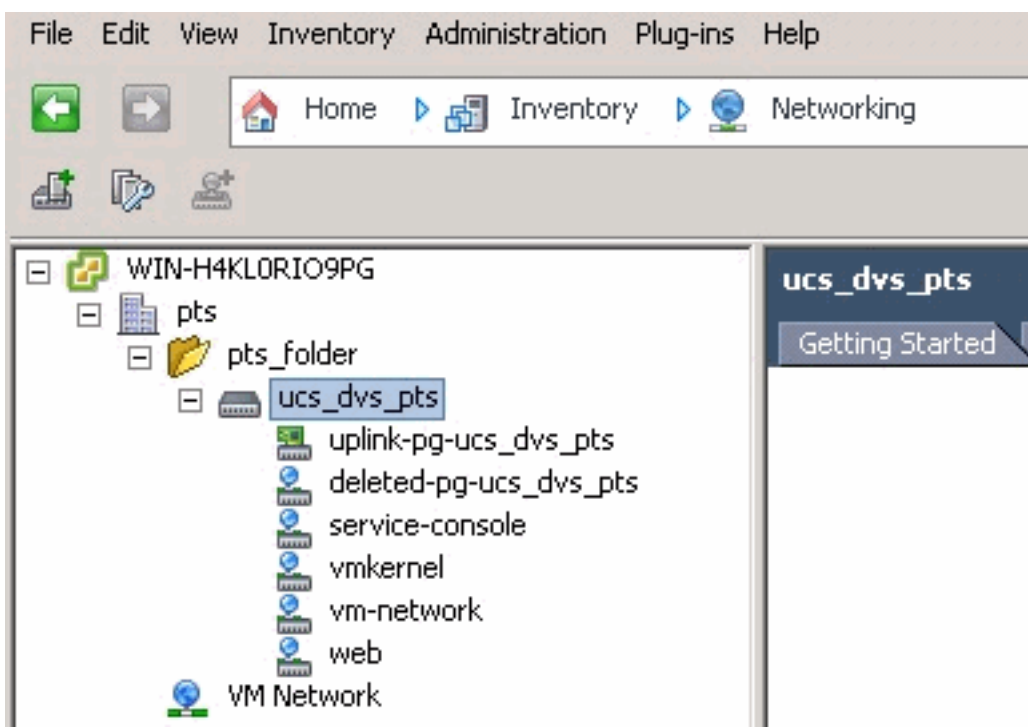 File Edit View Inventory Administration Plug-ins Help
Home Inventory Networking
WIN-H4KL0RIO9PG
pts
pts_folder
ucs_dvs_pts
uplink-pg-ucs_dvs_pts
deleted-pg-ucs_dvs_pts
service-console
vmkernel
vm-network
web
VM Network
ucs_dvs_pts
Getting Started